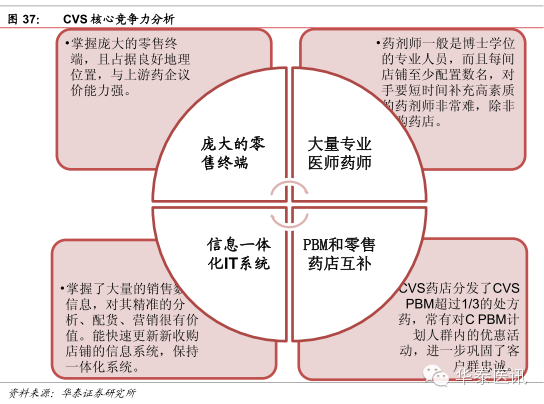 图 37: CVS 核心竞争力分析
•掌握庞大的零售终
端，且占据良好地理
位置，与上游药企议
价能力强。
•药剂师一般是博士学位
的专业人员，而且每间
店铺至少配置数名，对
手要短时间补充高素质
的药剂师非常难，除非
购药店。
庞大的零
售终端
大量专业
医师药师
信息一体
化IT系统
PBM和零售
药店互补
•掌握了大量的销售数
信息，对其精准的分
析、配货、营销很有价
值。能快速更新新收购
店铺的信息系统，保持
一体化系统。
CVS药店分发了CVS
PBM超过1/3的处方
药，常有对C PBM计
划人群内的优惠活
动，进一步巩固了客
户群忠诚。
华泰医讯
资料来源：华泰证券研究所